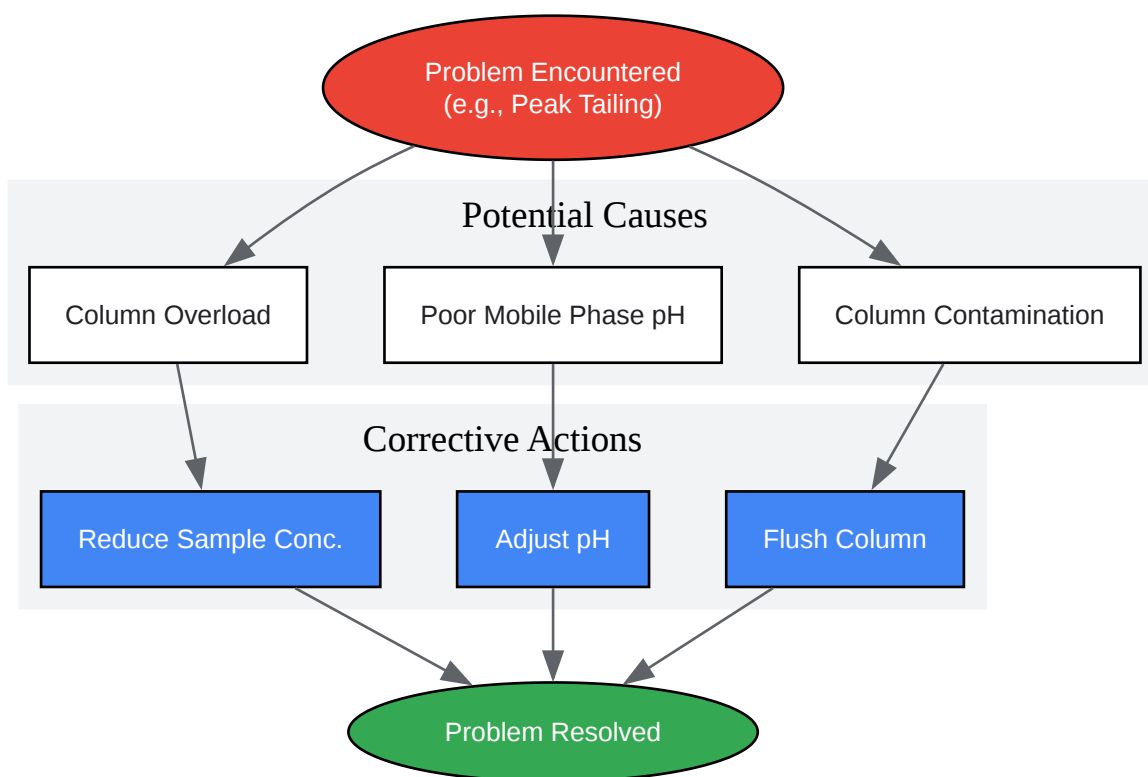 Problem Encountered
(e.g., Peak Tailing)
Potential Causes
Column Overload
Poor Mobile Phase pH
Column Contamination
Corrective Actions
Reduce Sample Conc.
Adjust pH
Flush Column
Problem Resolved